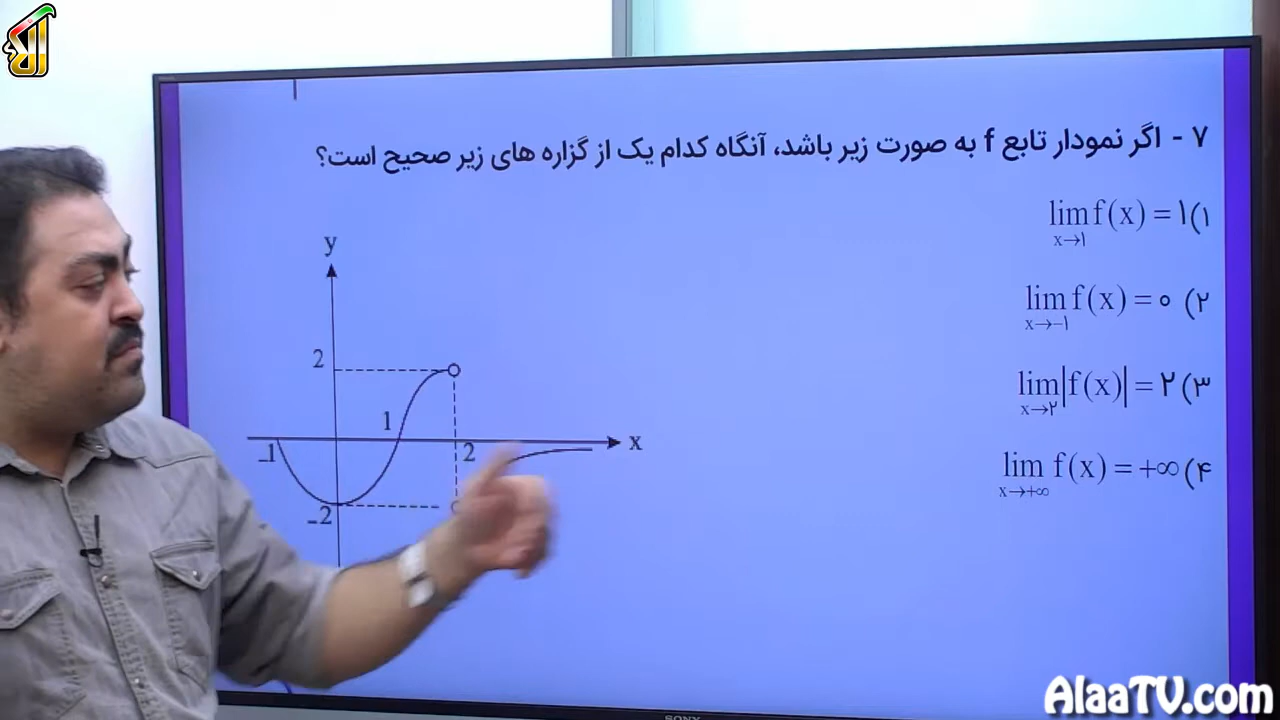 آلاء
۷ - اگر نمودار تابع f به صورت زیر باشد، آنگاه کدام یک از گزاره های زیر صحیح است؟
۱) lim f(x) = ۱
x→۱
۲) lim f(x) = ۰
x→-۱
۳) lim |f(x)| = ۲
x→۲
۴) lim f(x) = +∞
x→+∞
y
2
1
-1
2
x
-2
SONY
AlaaTV.com